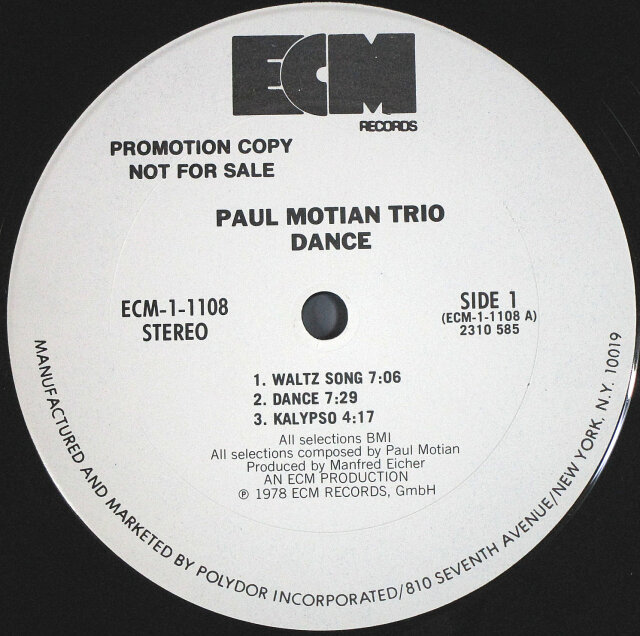 ECM
RECORDS
PROMOTION COPY
NOT FOR SALE
PAUL MOTIAN TRIO
DANCE
ECM-1-1108
STEREO
SIDE 1
(ECM-1-1108 A)
2310 585
1. WALTZ SONG 7:06
2. DANCE 7:29
3. KALYPSO 4:17
All selections BMI
All selections composed by Paul Motian
Produced by Manfred Eicher
AN ECM PRODUCTION
℗ 1978 ECM RECORDS, GmbH
MANUFACTURED AND MARKETED BY POLYDOR INCORPORATED/810 SEVENTH AVENUE/NEW YORK, N.Y. 10019